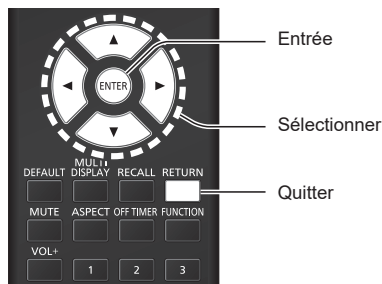 Entrée
ENTER
Sélectionner
MULTI
DEFAULT DISPLAY RECALL RETURN
Quitter
MUTE ASPECT OFF TIMER FUNCTION
VOL+
1 2 3